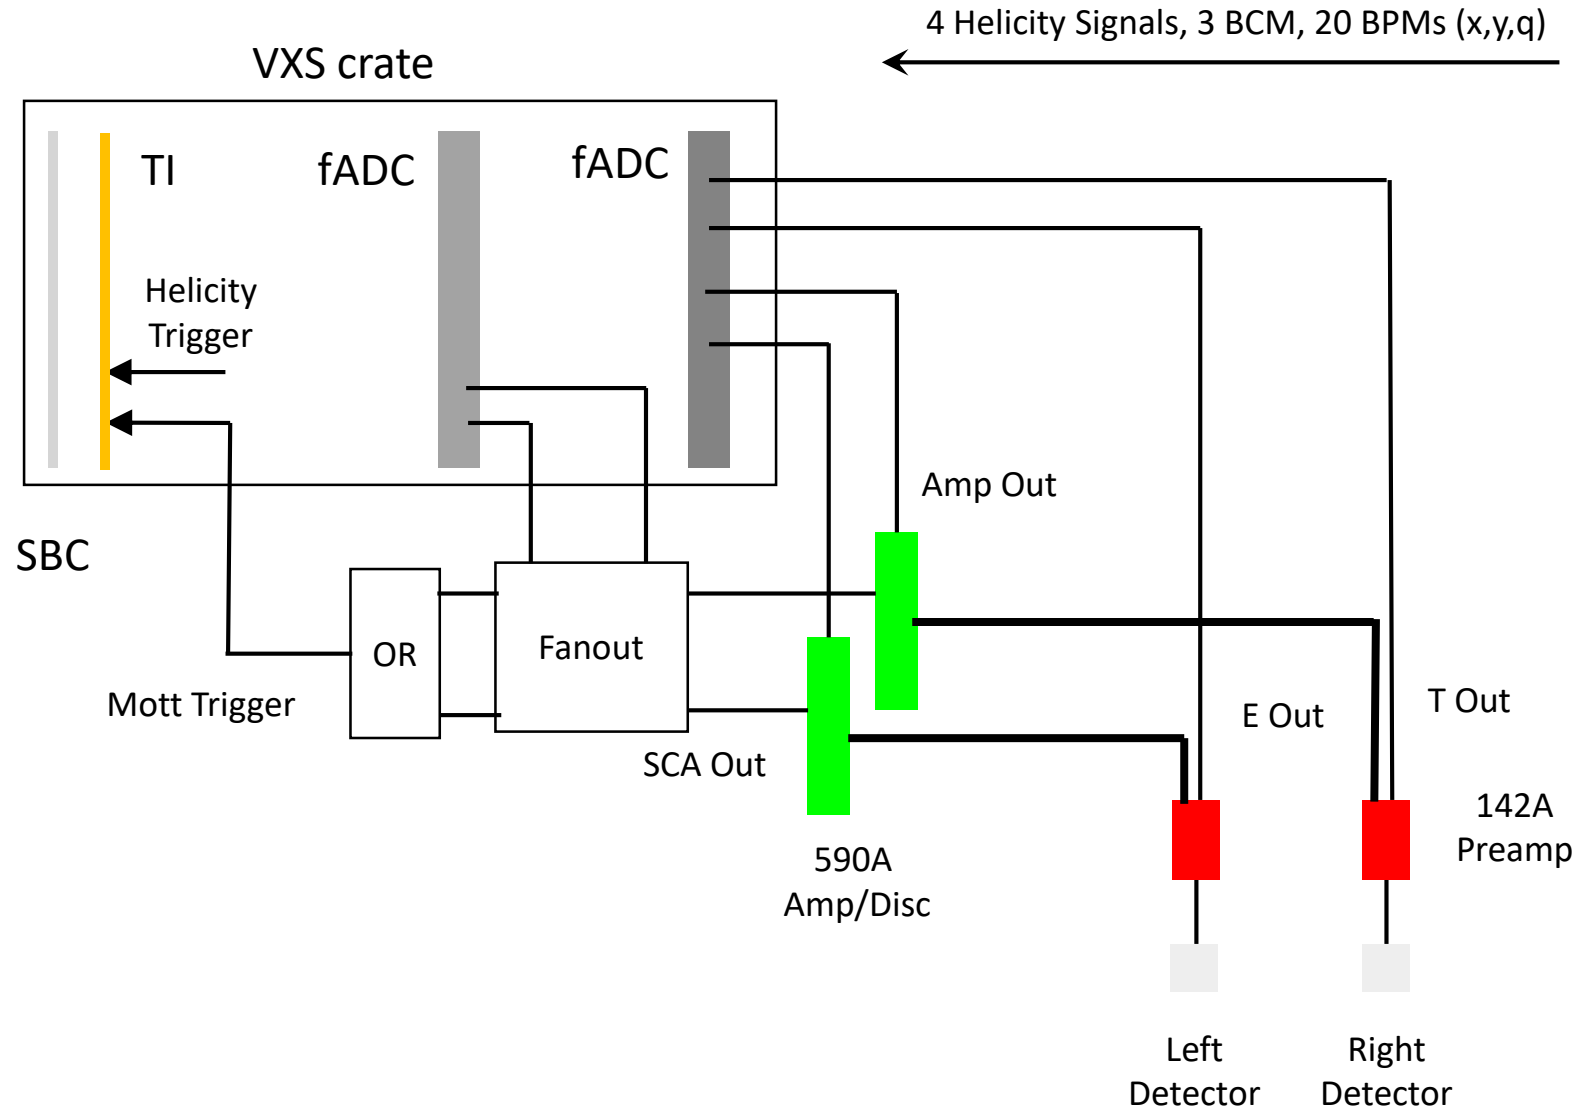 4 Helicity Signals, 3 BCM, 20 BPMs (x,y,q)
VXS crate
TI
fADC
fADC
Helicity
Trigger
Amp Out
SBC
OR
Fanout
Mott Trigger
SCA Out
E Out
T Out
142A
Preamp
590A
Amp/Disc
Left
Detector
Right
Detector